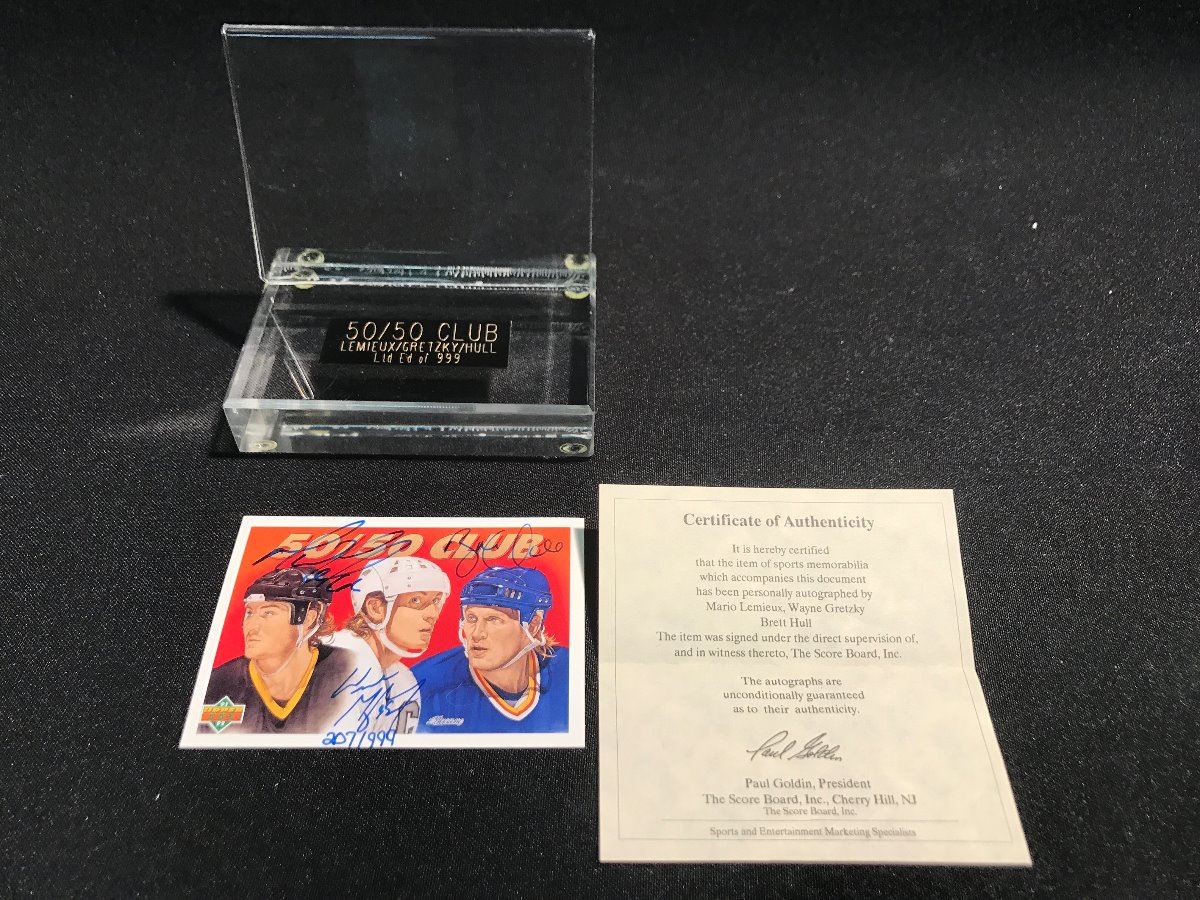 50/50 CLUB
LEMIEUX/GRETZKY/HULL
Ltd Ed of 999
50/50 CLUB
207/999
Certificate of Authenticity
It is hereby certified
that the item of sports memorabilia
which accompanies this document
has been personally autographed by
Mario Lemieux, Wayne Gretzky
Brett Hull
The item was signed under the direct supervision of,
and in witness thereto, The Score Board, Inc.
The autographs are
unconditionally guaranteed
as to their authenticity.
Paul Goldin
Paul Goldin, President
The Score Board, Inc., Cherry Hill, NJ
The Score Board, Inc.
Sports and Entertainment Marketing Specialists